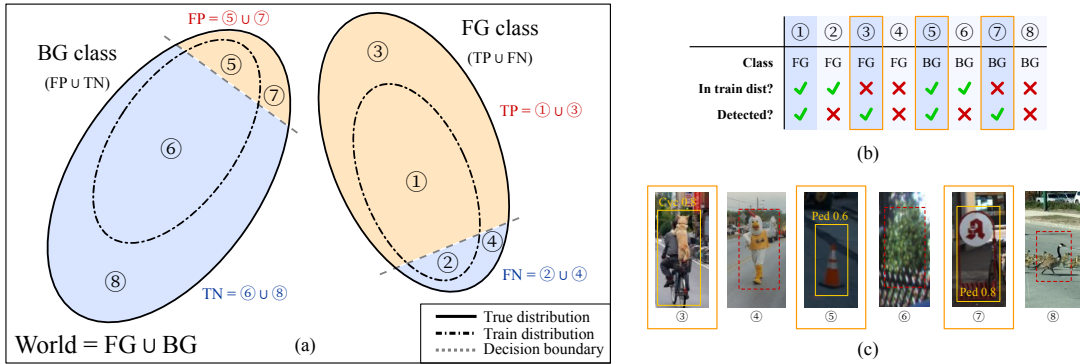 FP = ⑤ ∪ ⑦
BG class
(FP ∪ TN)
⑤
⑦
⑥
⑧
TN = ⑥ ∪ ⑧
World = FG ∪ BG
FG class
(TP ∪ FN)
③
TP = ① ∪ ③
①
④
②
FN = ② ∪ ④
(a)
True distribution
Train distribution
Decision boundary
① ② ③ ④ ⑤ ⑥ ⑦ ⑧
Class FG FG FG FG BG BG BG BG
In train dist? ✓ ✓ ✗ ✗ ✓ ✓ ✗ ✗
Detected? ✓ ✗ ✓ ✗ ✓ ✗ ✓ ✗
(b)
Cyc 0.8
Ped 0.6
A
Ped 0.8
③ ④ ⑤ ⑥ ⑦ ⑧
(c)